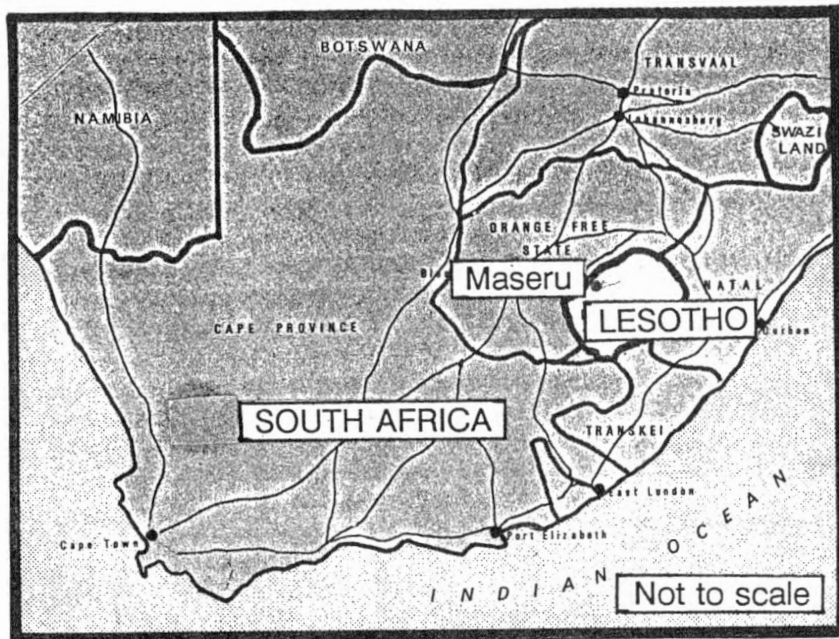 BOTSWANA
TRANSVAAL
Pretoria
NAMIBIA
Johannesburg
SWAZI
LAND
ORANGE FREE
STATE
Maseru
NATAL
LESOTHO
Durban
CAPE PROVINCE
SOUTH AFRICA
TRANSKEI
East London
Cape Town
Port Elizabeth
INDIAN OCEAN
Not to scale